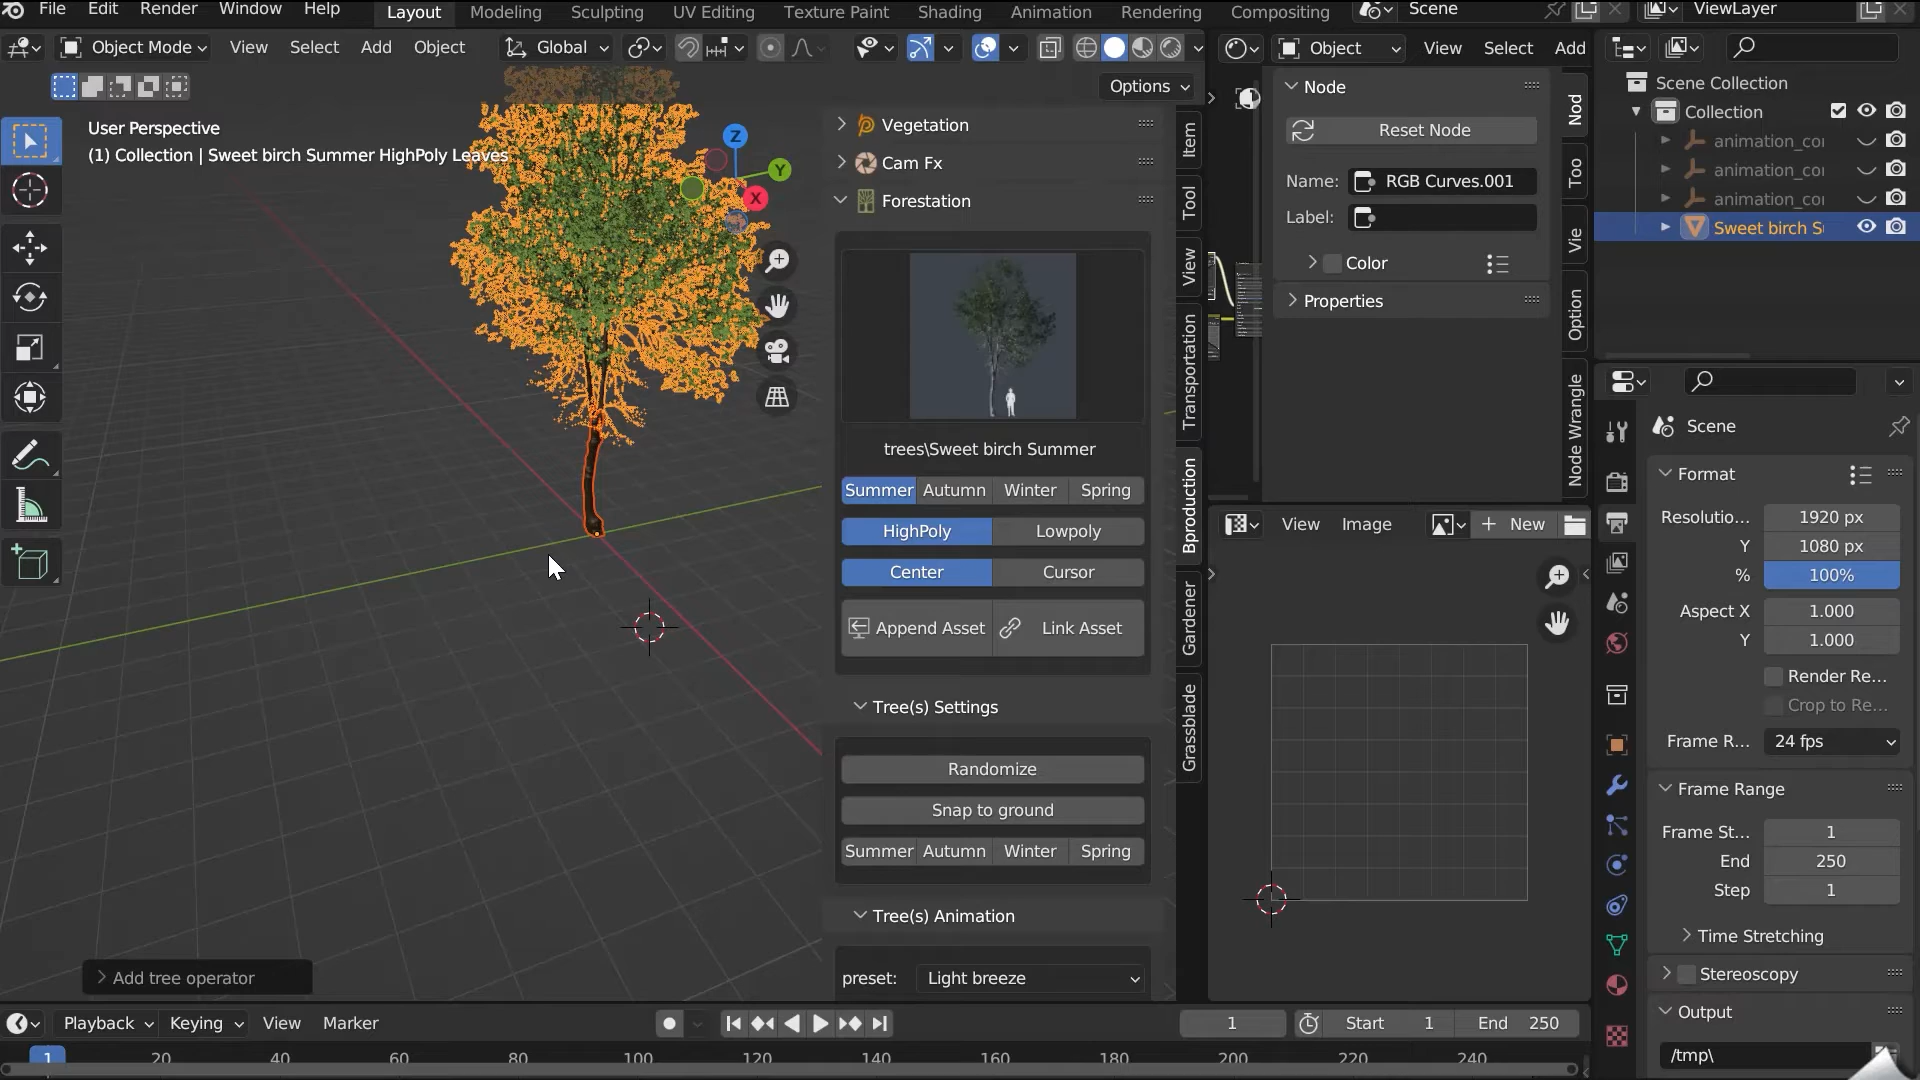 File Edit Render Window Help Layout Modeling Sculpting UV Editing Texture Paint Shading Animation Rendering Compositing Scene ViewLayer
Object Mode View Select Add Object Global Object View Select Add
Options
User Perspective
(1) Collection | Sweet birch Summer HighPoly Leaves
Z
Y
X
Vegetation
Cam Fx
Forestation
trees\Sweet birch Summer
Summer Autumn Winter Spring
HighPoly Lowpoly
Center Cursor
Append Asset Link Asset
Tree(s) Settings
Randomize
Snap to ground
Summer Autumn Winter Spring
Tree(s) Animation
preset: Light breeze
Add tree operator
Item
Tool
View
Transportation
Bproduction
Gardener
Grassblade
Node
Reset Node
Name: RGB Curves.001
Label:
Color
Properties
Nod
Too
Vie
Option
Node Wrangle
View Image New
Scene Collection
Collection
animation_coı
animation_coı
animation_coı
Sweet birch Sı
Scene
Format
Resolutio... 1920 px
Y 1080 px
% 100%
Aspect X 1.000
Y 1.000
Render Re...
Crop to Re...
Frame R... 24 fps
Frame Range
Frame St... 1
End 250
Step 1
Time Stretching
Stereoscopy
Output
/tmp\
Playback Keying View Marker 1 Start 1 End 250
1 20 40 60 80 100 120 140 160 180 200 220 240